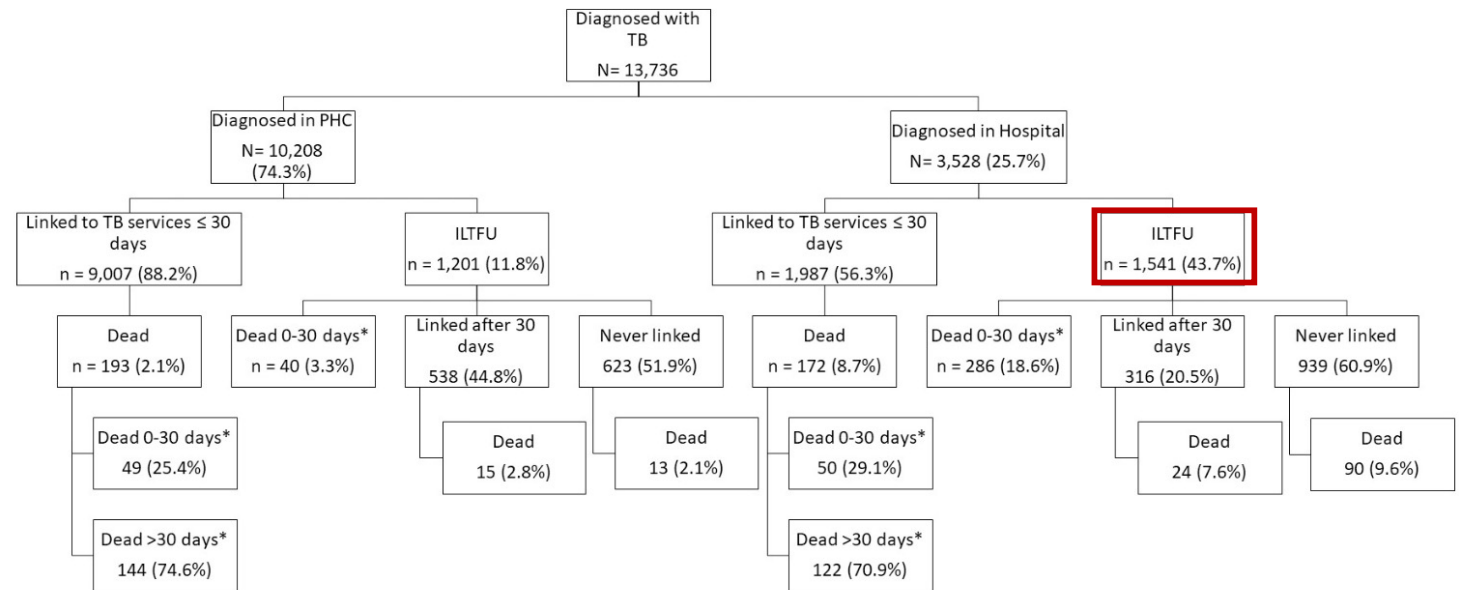 Diagnosed with
TB
N= 13,736
Diagnosed in PHC
N= 10,208
(74.3%)
Diagnosed in Hospital
N= 3,528 (25.7%)
Linked to TB services ≤ 30
days
n = 9,007 (88.2%)
ILTFU
n = 1,201 (11.8%)
Linked to TB services ≤ 30
days
n = 1,987 (56.3%)
ILTFU
n = 1,541 (43.7%)
Dead
n = 193 (2.1%)
Dead 0-30 days*
n = 40 (3.3%)
Linked after 30
days
538 (44.8%)
Never linked
623 (51.9%)
Dead
n = 172 (8.7%)
Dead 0-30 days*
n = 286 (18.6%)
Linked after 30
days
316 (20.5%)
Never linked
939 (60.9%)
Dead 0-30 days*
49 (25.4%)
Dead
15 (2.8%)
Dead
13 (2.1%)
Dead 0-30 days*
50 (29.1%)
Dead
24 (7.6%)
Dead
90 (9.6%)
Dead >30 days*
144 (74.6%)
Dead >30 days*
122 (70.9%)